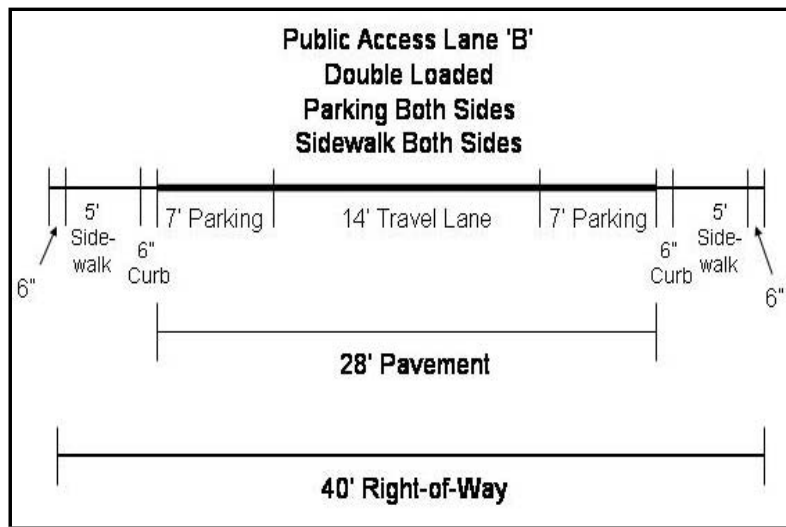 Public Access Lane 'B'
Double Loaded
Parking Both Sides
Sidewalk Both Sides
5'
Side-
walk
6"
6"
Curb
7' Parking
14' Travel Lane
7' Parking
6"
Curb
5'
Side-
walk
6"
28' Pavement
40' Right-of-Way